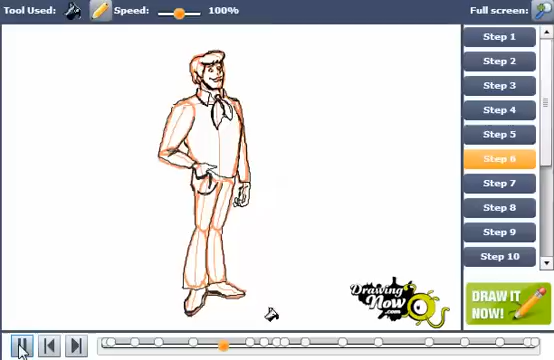 Tool Used: Speed: 100% Full screen:
Step 1
Step 2
Step 3
Step 4
Step 5
Step 6
Step 7
Step 8
Step 9
Step 10
Drawing
Now.com
DRAW IT
NOW!